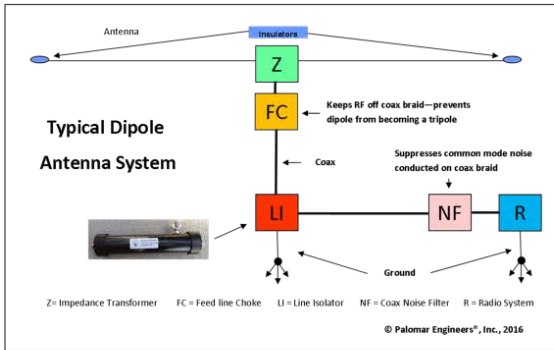 Antenna
Insulators
Z
FC
Keeps RF off coax braid—prevents
dipole from becoming a tripole
Typical Dipole
Antenna System
Coax
Suppresses common mode noise
conducted on coax braid
LI
NF
R
Ground
Z= Impedance Transformer FC = Feed line Choke LI = Line Isolator NF = Coax Noise Filter R = Radio System
© Palomar Engineers®, Inc., 2016